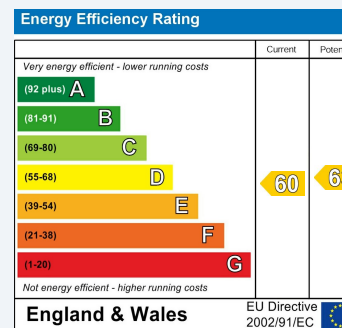 Energy Efficiency Rating
Current
Very energy efficient - lower running costs
(92 plus) A
(81-91) B
(69-80) C
(55-68) D
60
(39-54) E
(21-38) F
(1-20) G
Not energy efficient - higher running costs
England & Wales
EU Directive
2002/91/EC